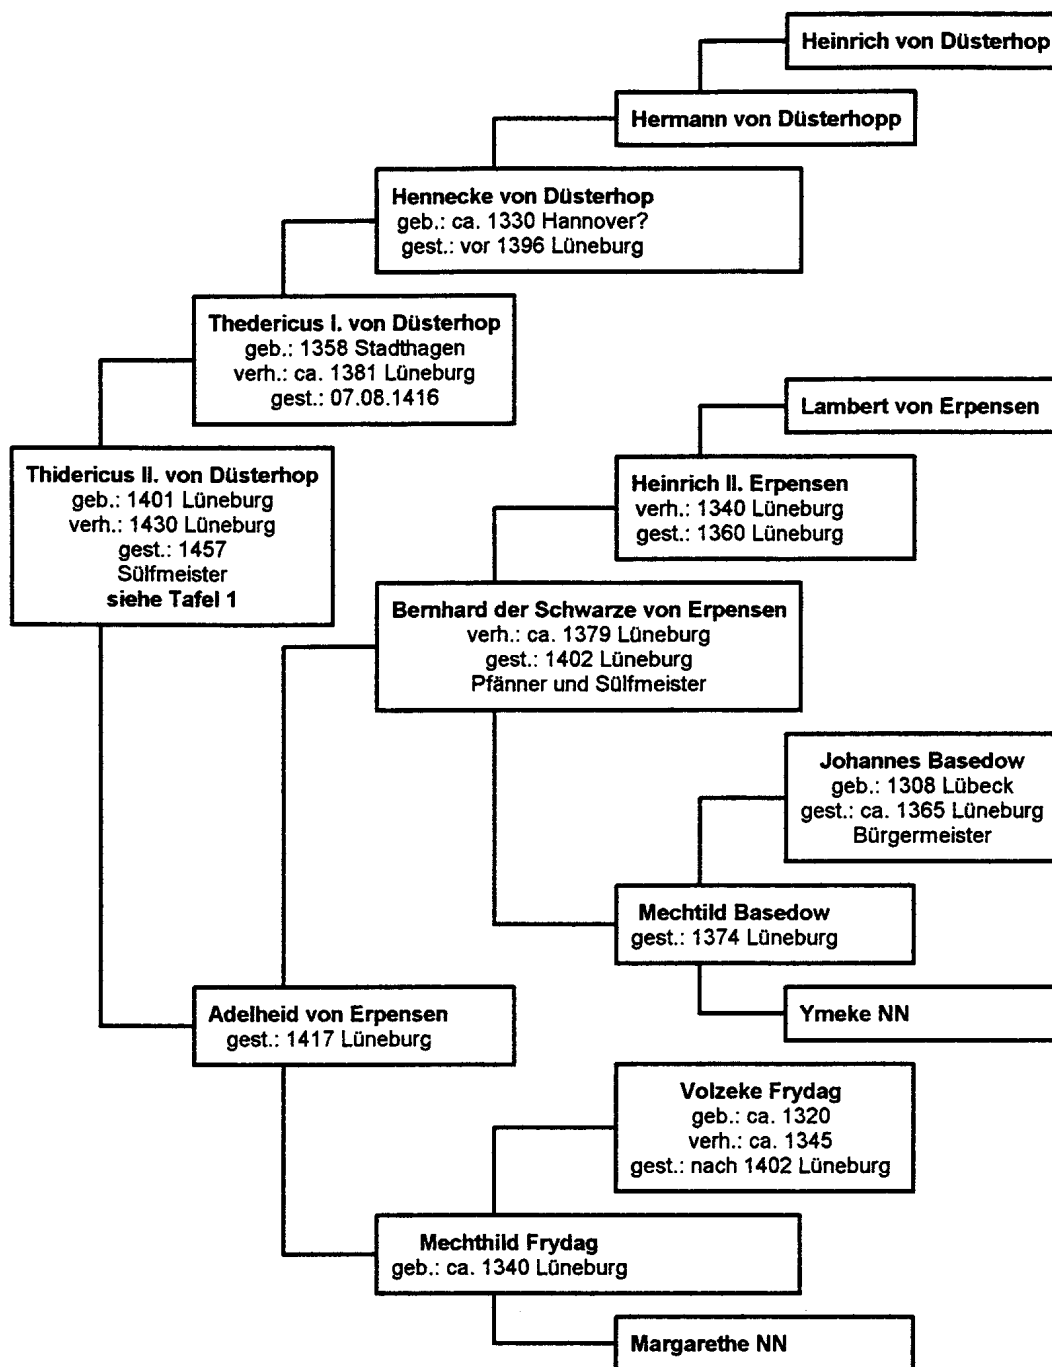 Heinrich von Düsterhop
Hermann von Düsterhopp
Hennecke von Düsterhop
geb.: ca. 1330 Hannover?
gest.: vor 1396 Lüneburg
Thedericus I. von Düsterhop
geb.: 1358 Stadthagen
verh.: ca. 1381 Lüneburg
gest.: 07.08.1416
Lambert von Erpensen
Thidericus II. von Düsterhop
geb.: 1401 Lüneburg
verh.: 1430 Lüneburg
gest.: 1457
Sülfmeister
siehe Tafel 1
Heinrich II. Erpensen
verh.: 1340 Lüneburg
gest.: 1360 Lüneburg
Bernhard der Schwarze von Erpensen
verh.: ca. 1379 Lüneburg
gest.: 1402 Lüneburg
Pfänner und Sülfmeister
Johannes Basedow
geb.: 1308 Lübeck
gest.: ca. 1365 Lüneburg
Bürgermeister
Mechtild Basedow
gest.: 1374 Lüneburg
Adelheid von Erpensen
gest.: 1417 Lüneburg
Ymeke NN
Volzeke Frydag
geb.: ca. 1320
verh.: ca. 1345
gest.: nach 1402 Lüneburg
Mechthild Frydag
geb.: ca. 1340 Lüneburg
Margarethe NN